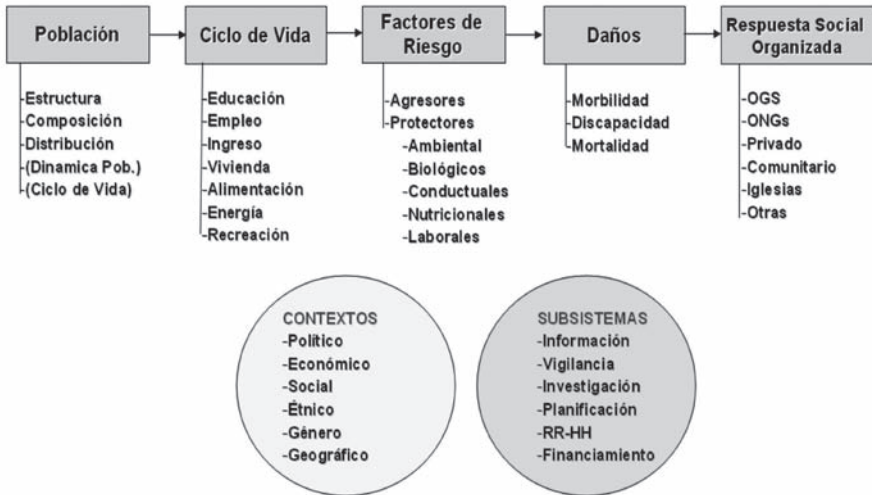 Población
-Estructura
-Composición
-Distribución
-(Dinamica Pob.)
-(Ciclo de Vida)
Ciclo de Vida
-Educación
-Empleo
-Ingreso
-Vivienda
-Alimentación
-Energía
-Recreación
Factores de
Riesgo
-Agresores
-Protectores
-Ambiental
-Biológicos
-Conductuales
-Nutricionales
-Laborales
Daños
-Morbilidad
-Discapacidad
-Mortalidad
Respuesta Social
Organizada
-OGS
-ONGs
-Privado
-Comunitario
-Iglesias
-Otras
CONTEXTOS
-Político
-Económico
-Social
-Étnico
-Género
-Geográfico
SUBSISTEMAS
-Información
-Vigilancia
-Investigación
-Planificación
-RR-HH
-Financiamiento